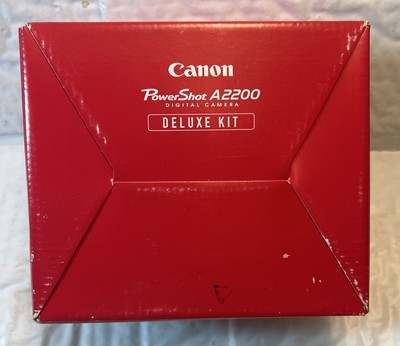 Canon
PowerShot A2200
DIGITAL CAMERA
DELUXE KIT